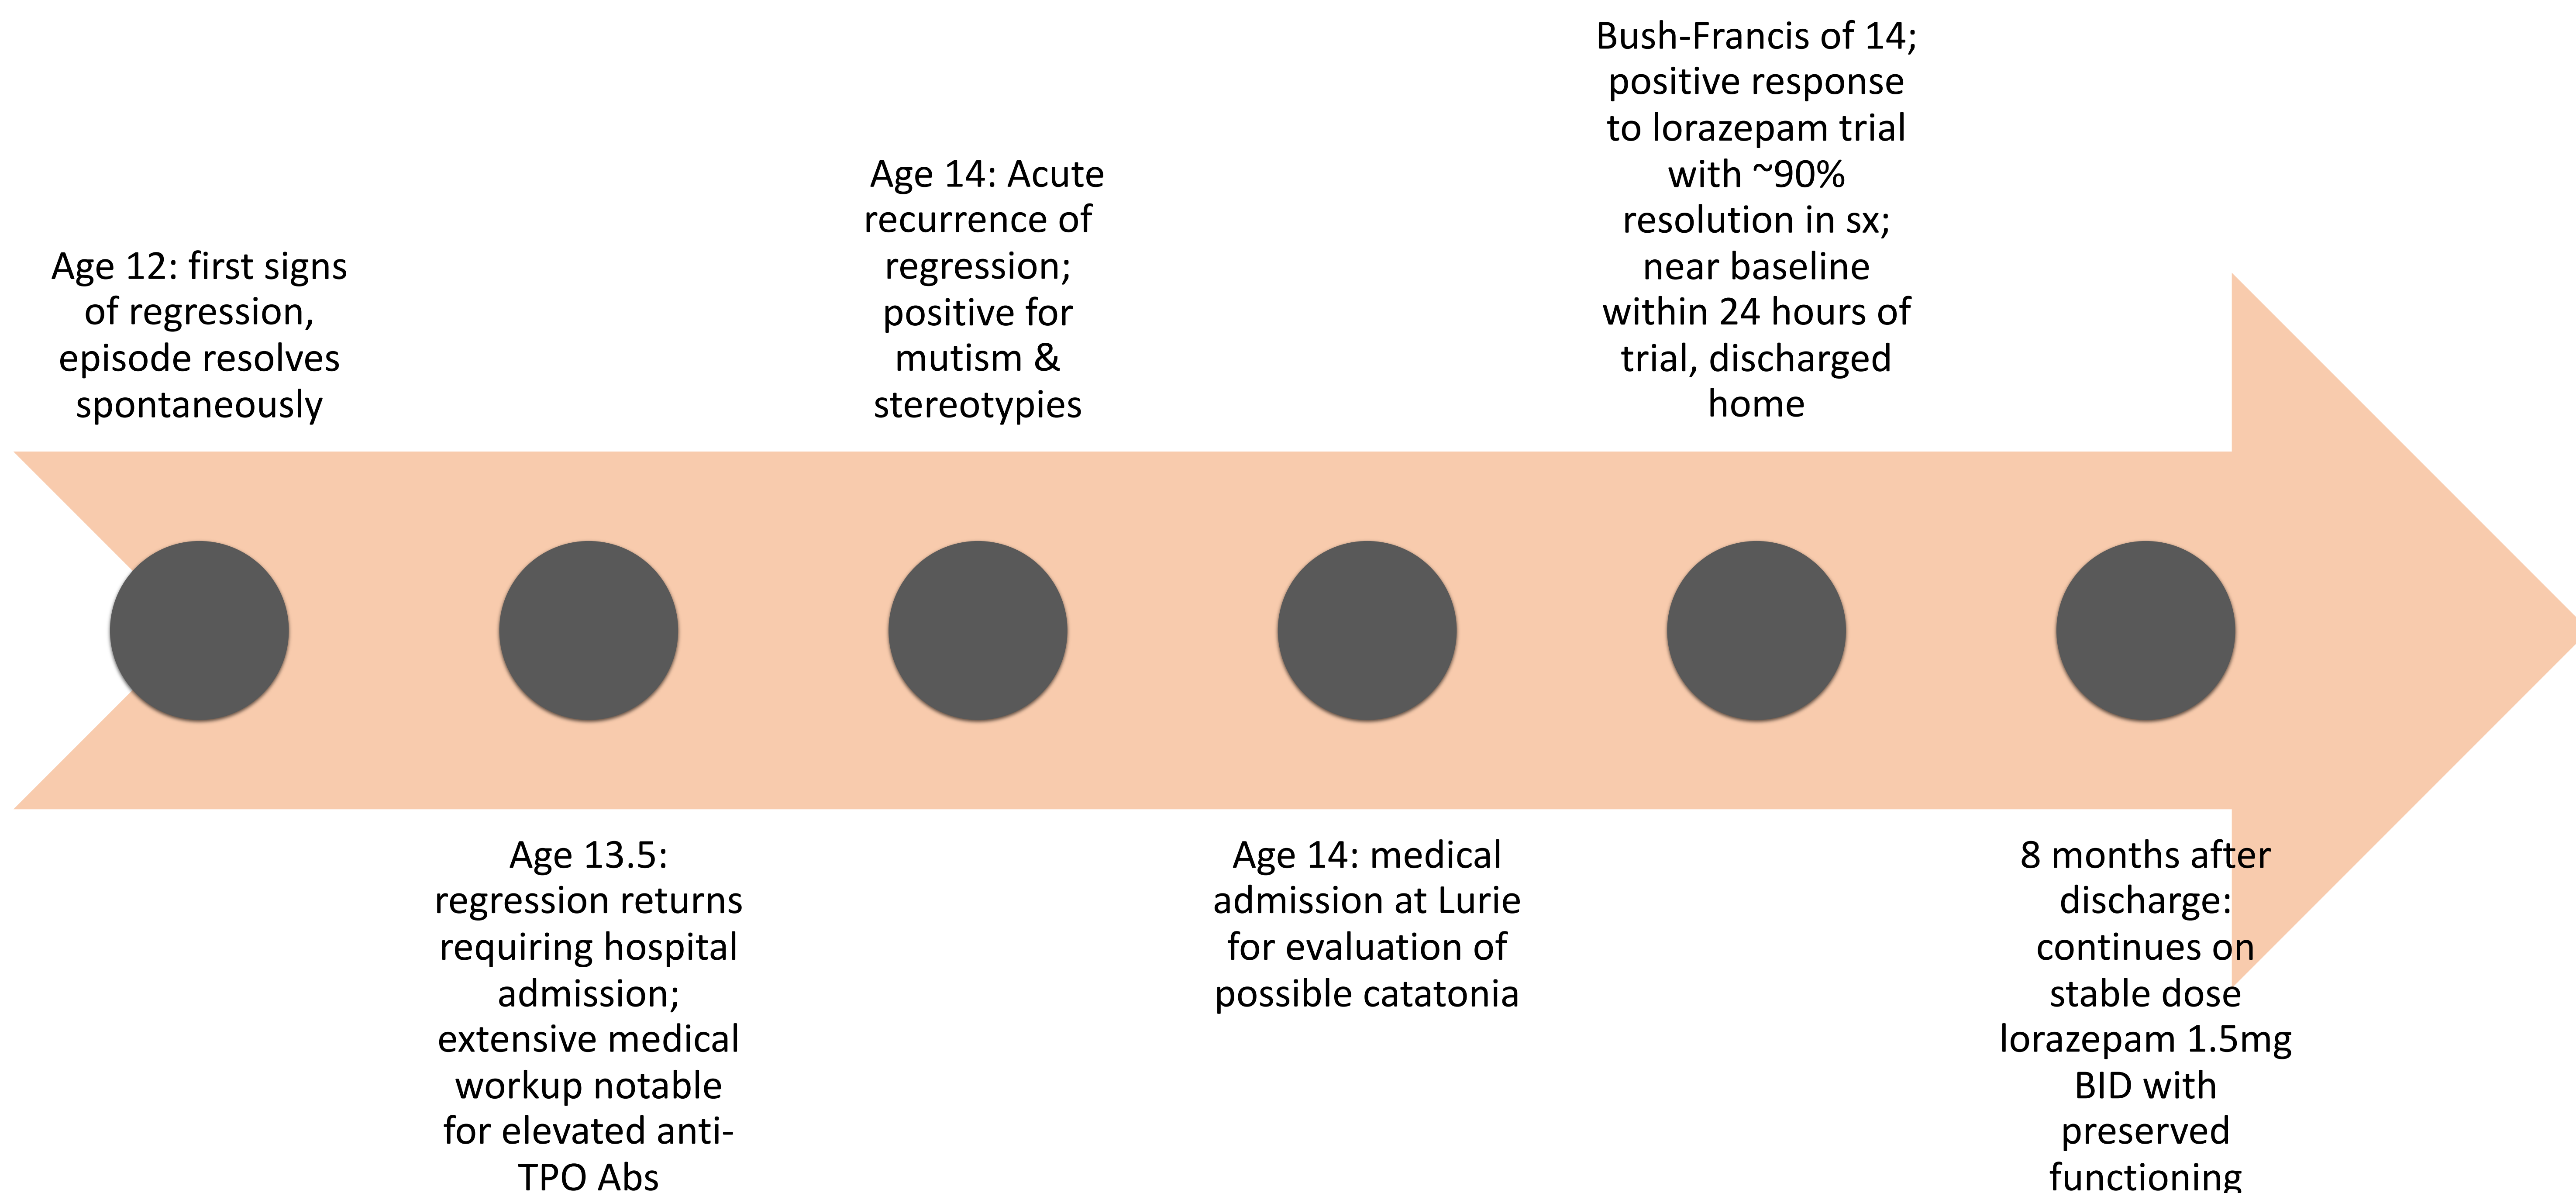 Age 12: first signs
of regression,
episode resolves
spontaneously
Age 13.5:
regression returns
requiring hospital
admission;
extensive medical
workup notable
for elevated anti-
TPO Abs
Age 14: Acute
recurrence of
regression;
positive for
mutism &
stereotypies
Age 14: medical
admission at Lurie
for evaluation of
possible catatonia
Bush-Francis of 14;
positive response
to lorazepam trial
with ~90%
resolution in sx;
near baseline
within 24 hours of
trial, discharged
home
8 months after
discharge:
continues on
stable dose
lorazepam 1.5mg
BID with
preserved
functioning